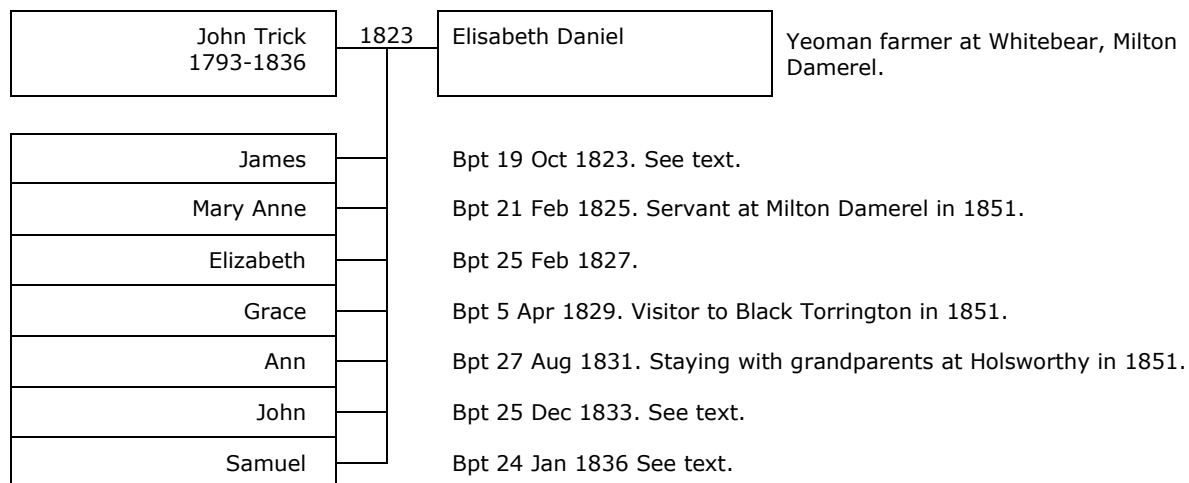 John Trick
1793-1836
1823
Elisabeth Daniel
Yeoman farmer at Whitebear, Milton
Damerel.
James
Bpt 19 Oct 1823. See text.
Mary Anne
Bpt 21 Feb 1825. Servant at Milton Damerel in 1851.
Elizabeth
Bpt 25 Feb 1827.
Grace
Bpt 5 Apr 1829. Visitor to Black Torrington in 1851.
Ann
Bpt 27 Aug 1831. Staying with grandparents at Holsworthy in 1851.
John
Bpt 25 Dec 1833. See text.
Samuel
Bpt 24 Jan 1836 See text.